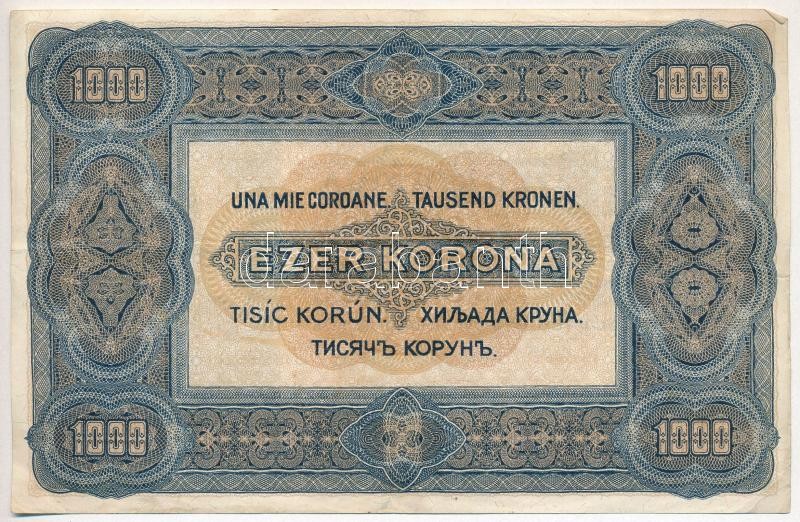 1000 1000
UNA MIE COROANE. TAUSEND KRONEN.
EZER KORONA
TISÍC KORÚN. ХИЉАДА КРУНА.
ТИСЯЧЪ КОРУНЪ.
1000 1000